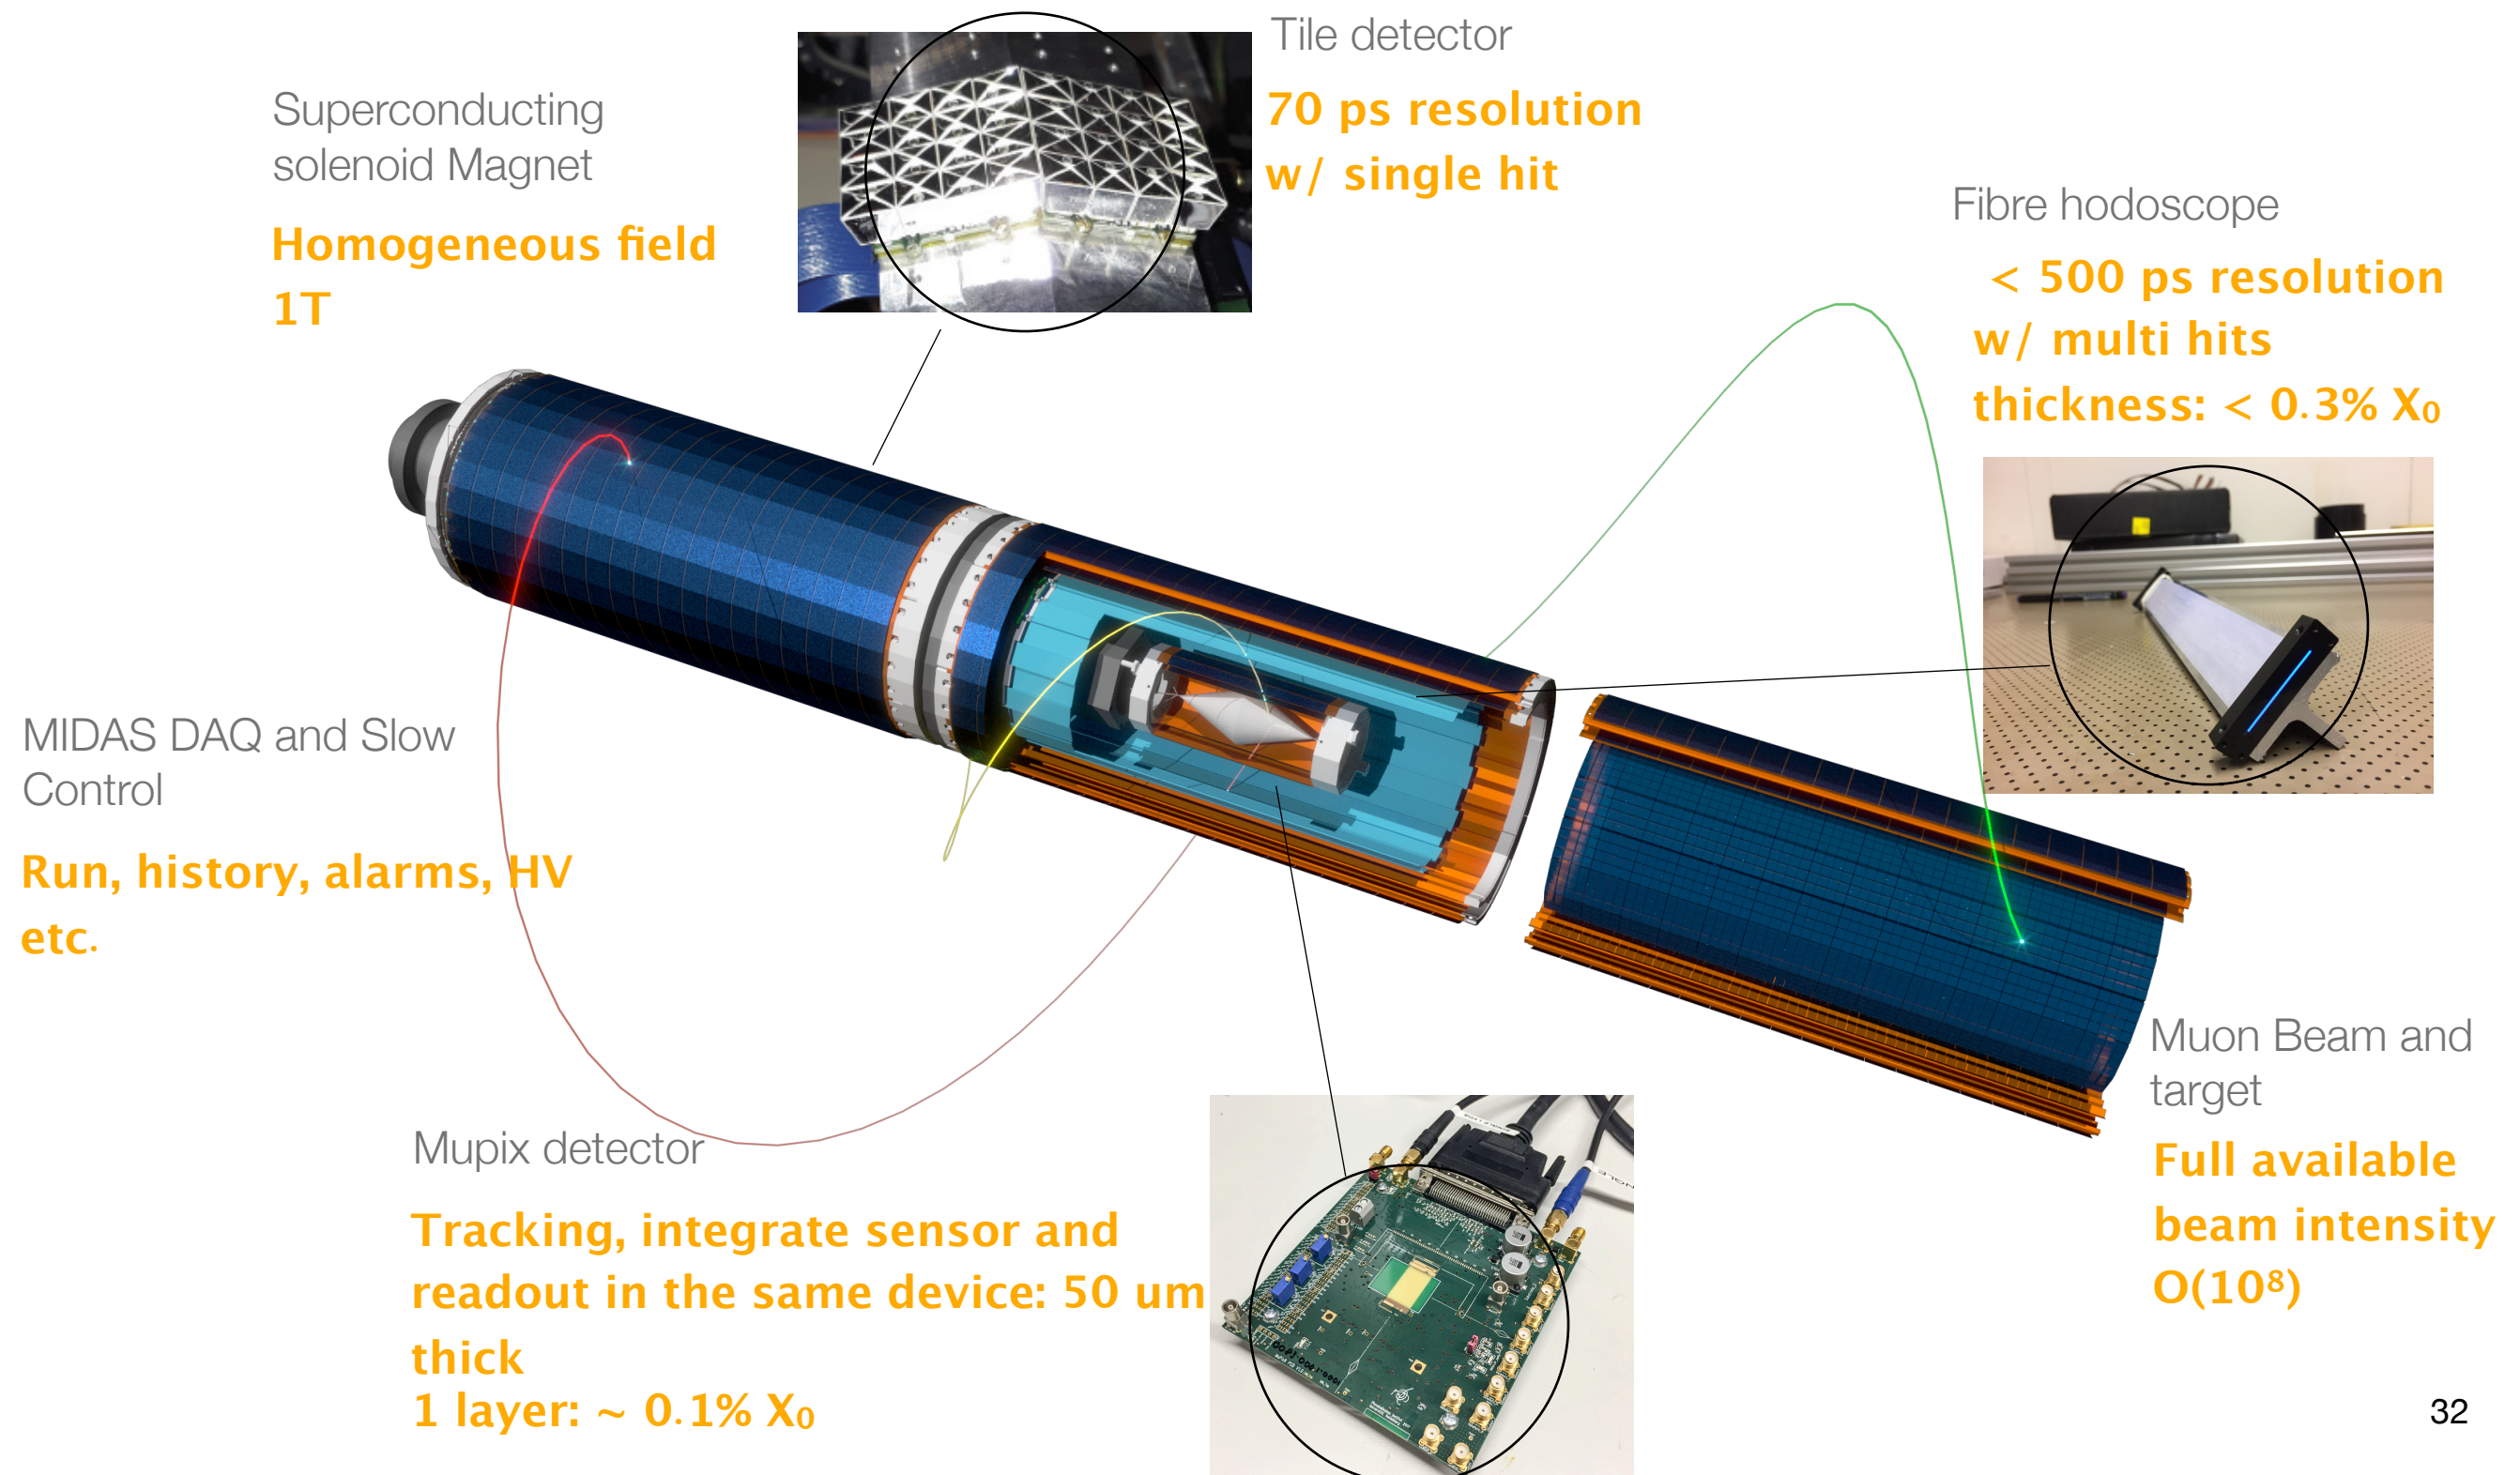 Tile detector
70 ps resolution
w/ single hit
Superconducting
solenoid Magnet
Homogeneous field
1T
Fibre hodoscope
< 500 ps resolution
w/ multi hits
thickness: < 0.3% X₀
MIDAS DAQ and Slow
Control
Run, history, alarms, HV
etc.
Muon Beam and
target
Full available
beam intensity
O(10⁸)
Mupix detector
Tracking, integrate sensor and
readout in the same device: 50 um
thick
1 layer: ~ 0.1% X₀
32